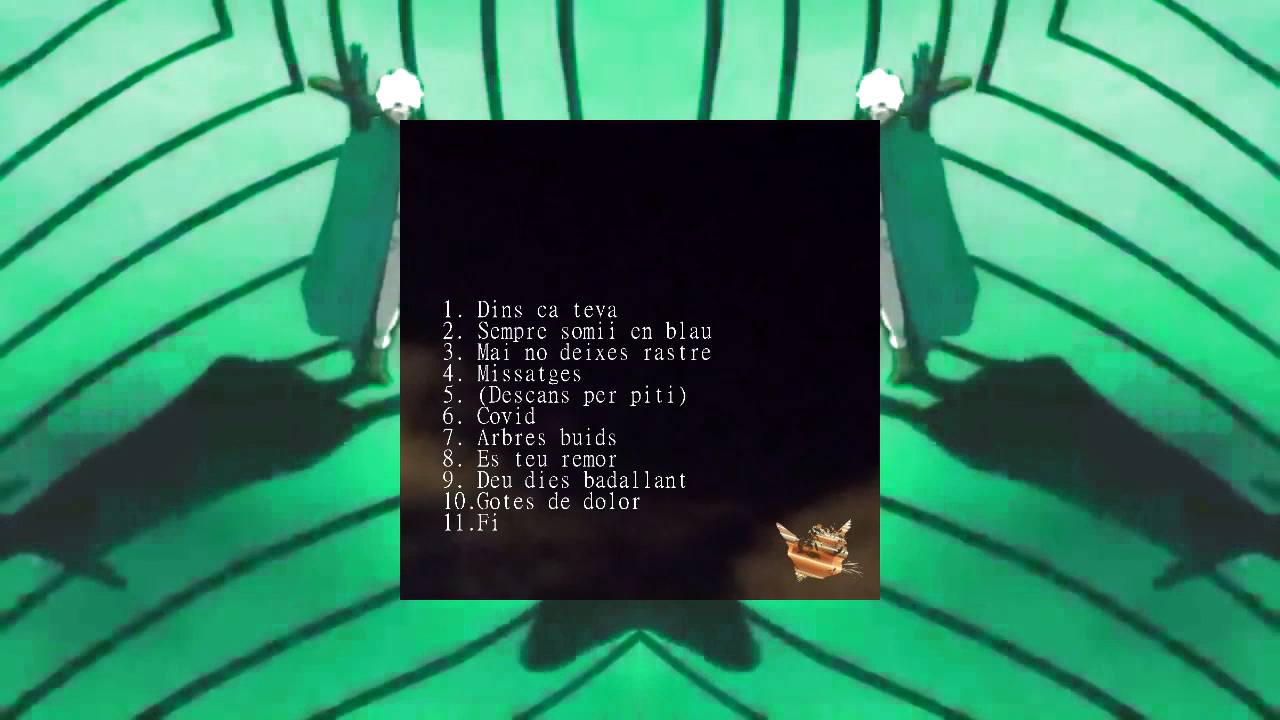 1. Dins ca teva
2. Sempre somii en blau
3. Mai no deixes rastre
4. Missatges
5. (Descans per piti)
6. Covid
7. Arbres buids
8. Es teu remor
9. Deu dies badallant
10.Gotes de dolor
11.Fi